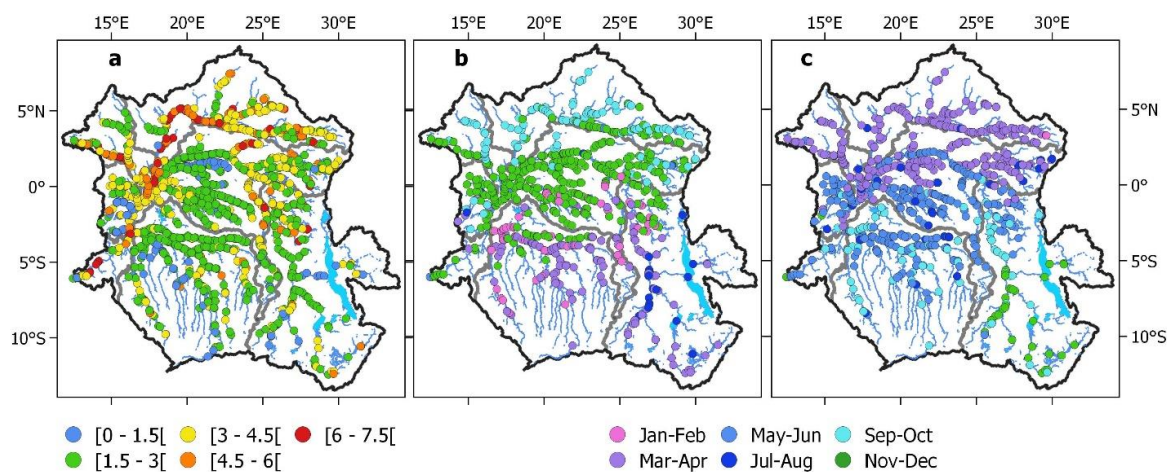 15°E 20°E 25°E 30°E 15°E 20°E 25°E 30°E 15°E 20°E 25°E 30°E
a b c
5°N 5°N
0° 0°
5°S 5°S
10°S 10°S
[0 - 1.5[ [3 - 4.5[ [6 - 7.5[ Jan-Feb May-Jun Sep-Oct
[1.5 - 3[ [4.5 - 6[ Mar-Apr Jul-Aug Nov-Dec